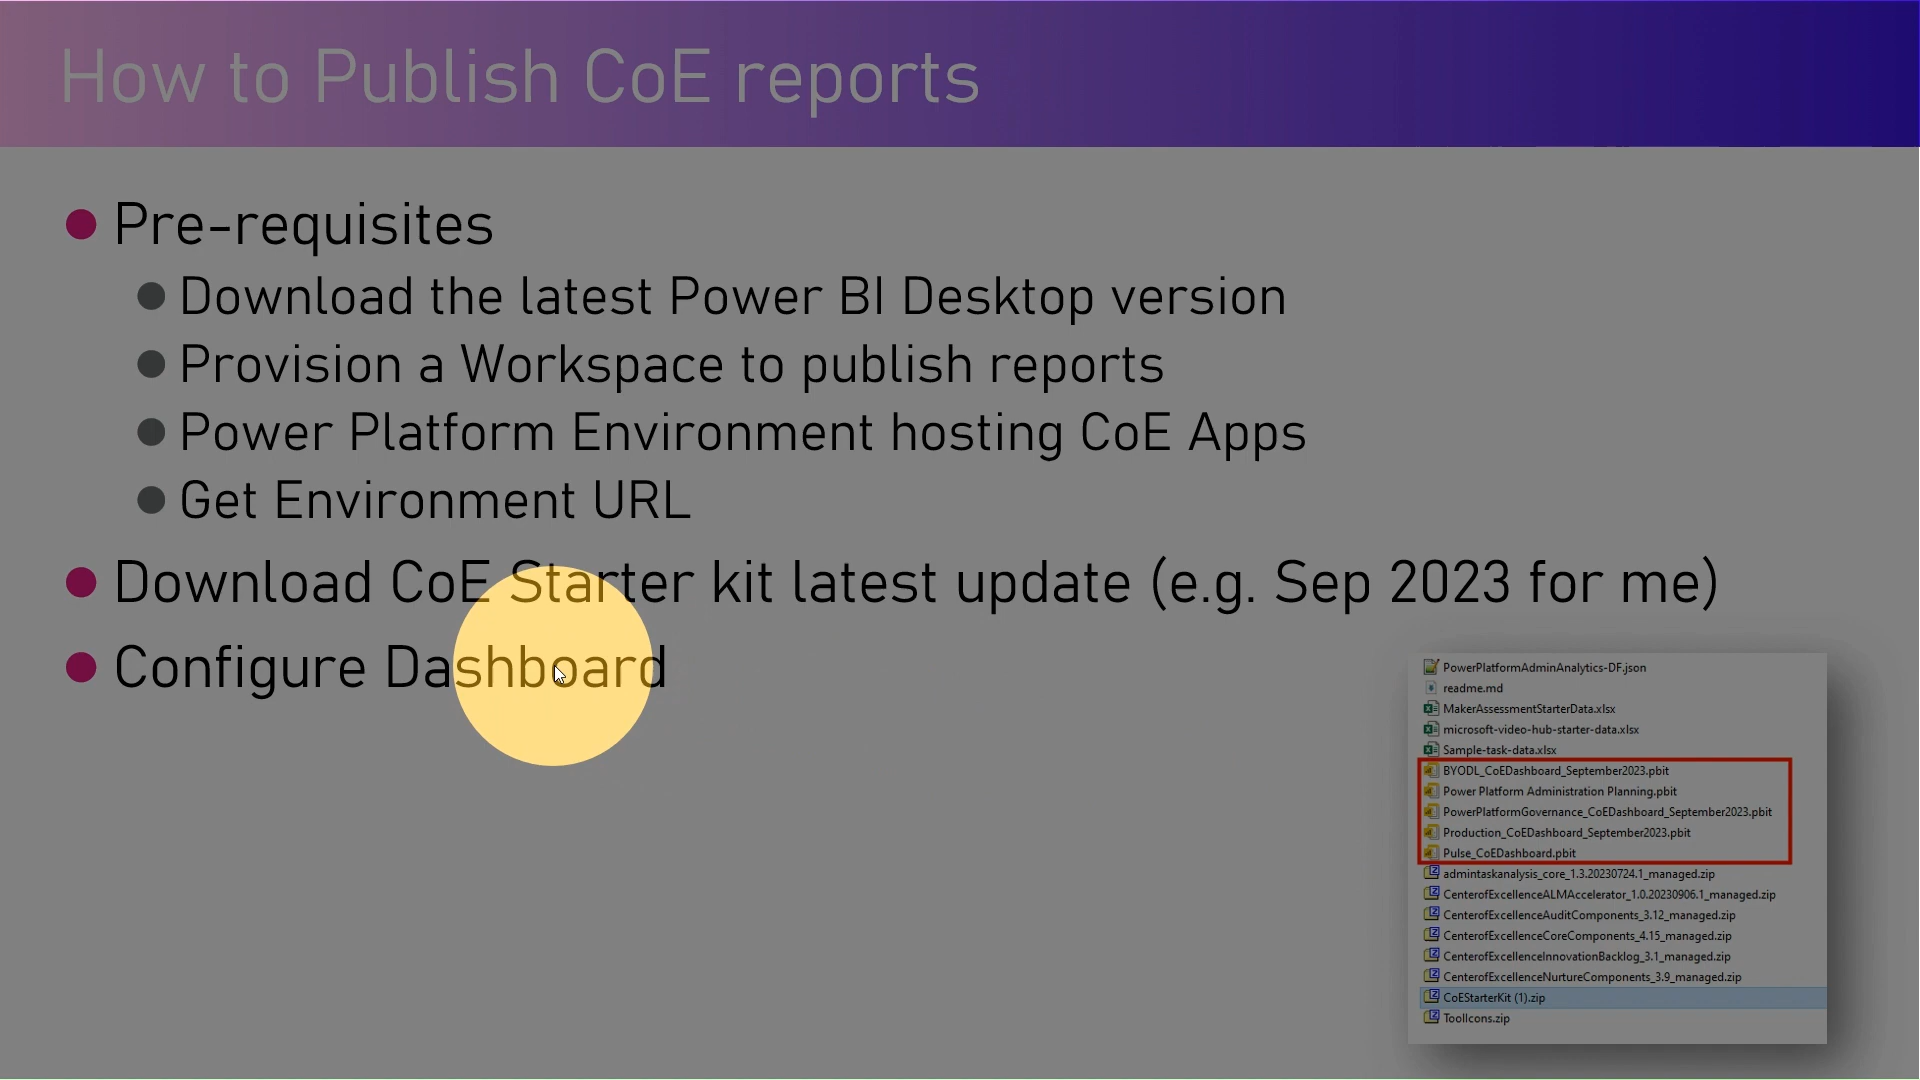 How to Publish CoE reports
Pre-requisites
Download the latest Power BI Desktop version
Provision a Workspace to publish reports
Power Platform Environment hosting CoE Apps
Get Environment URL
Download CoE Starter kit latest update (e.g. Sep 2023 for me)
Configure Dashboard
PowerPlatformAdminAnalytics-DF.json
readme.md
MakerAssessmentStarterData.xlsx
microsoft-video-hub-starter-data.xlsx
Sample-task-data.xlsx
BYODL_CoEDashboard_September2023.pbit
Power Platform Administration Planning.pbit
PowerPlatformGovernance_CoEDashboard_September2023.pbit
Production_CoEDashboard_September2023.pbit
Pulse_CoEDashboard.pbit
admintaskanalysis_core_1.3.20230724.1_managed.zip
CenterofExcellenceALMAccelerator_1.0.20230906.1_managed.zip
CenterofExcellenceAuditComponents_3.12_managed.zip
CenterofExcellenceCoreComponents_4.15_managed.zip
CenterofExcellenceInnovationBacklog_3.1_managed.zip
CenterofExcellenceNurtureComponents_3.9_managed.zip
CoEStarterKit (1).zip
ToolIcons.zip